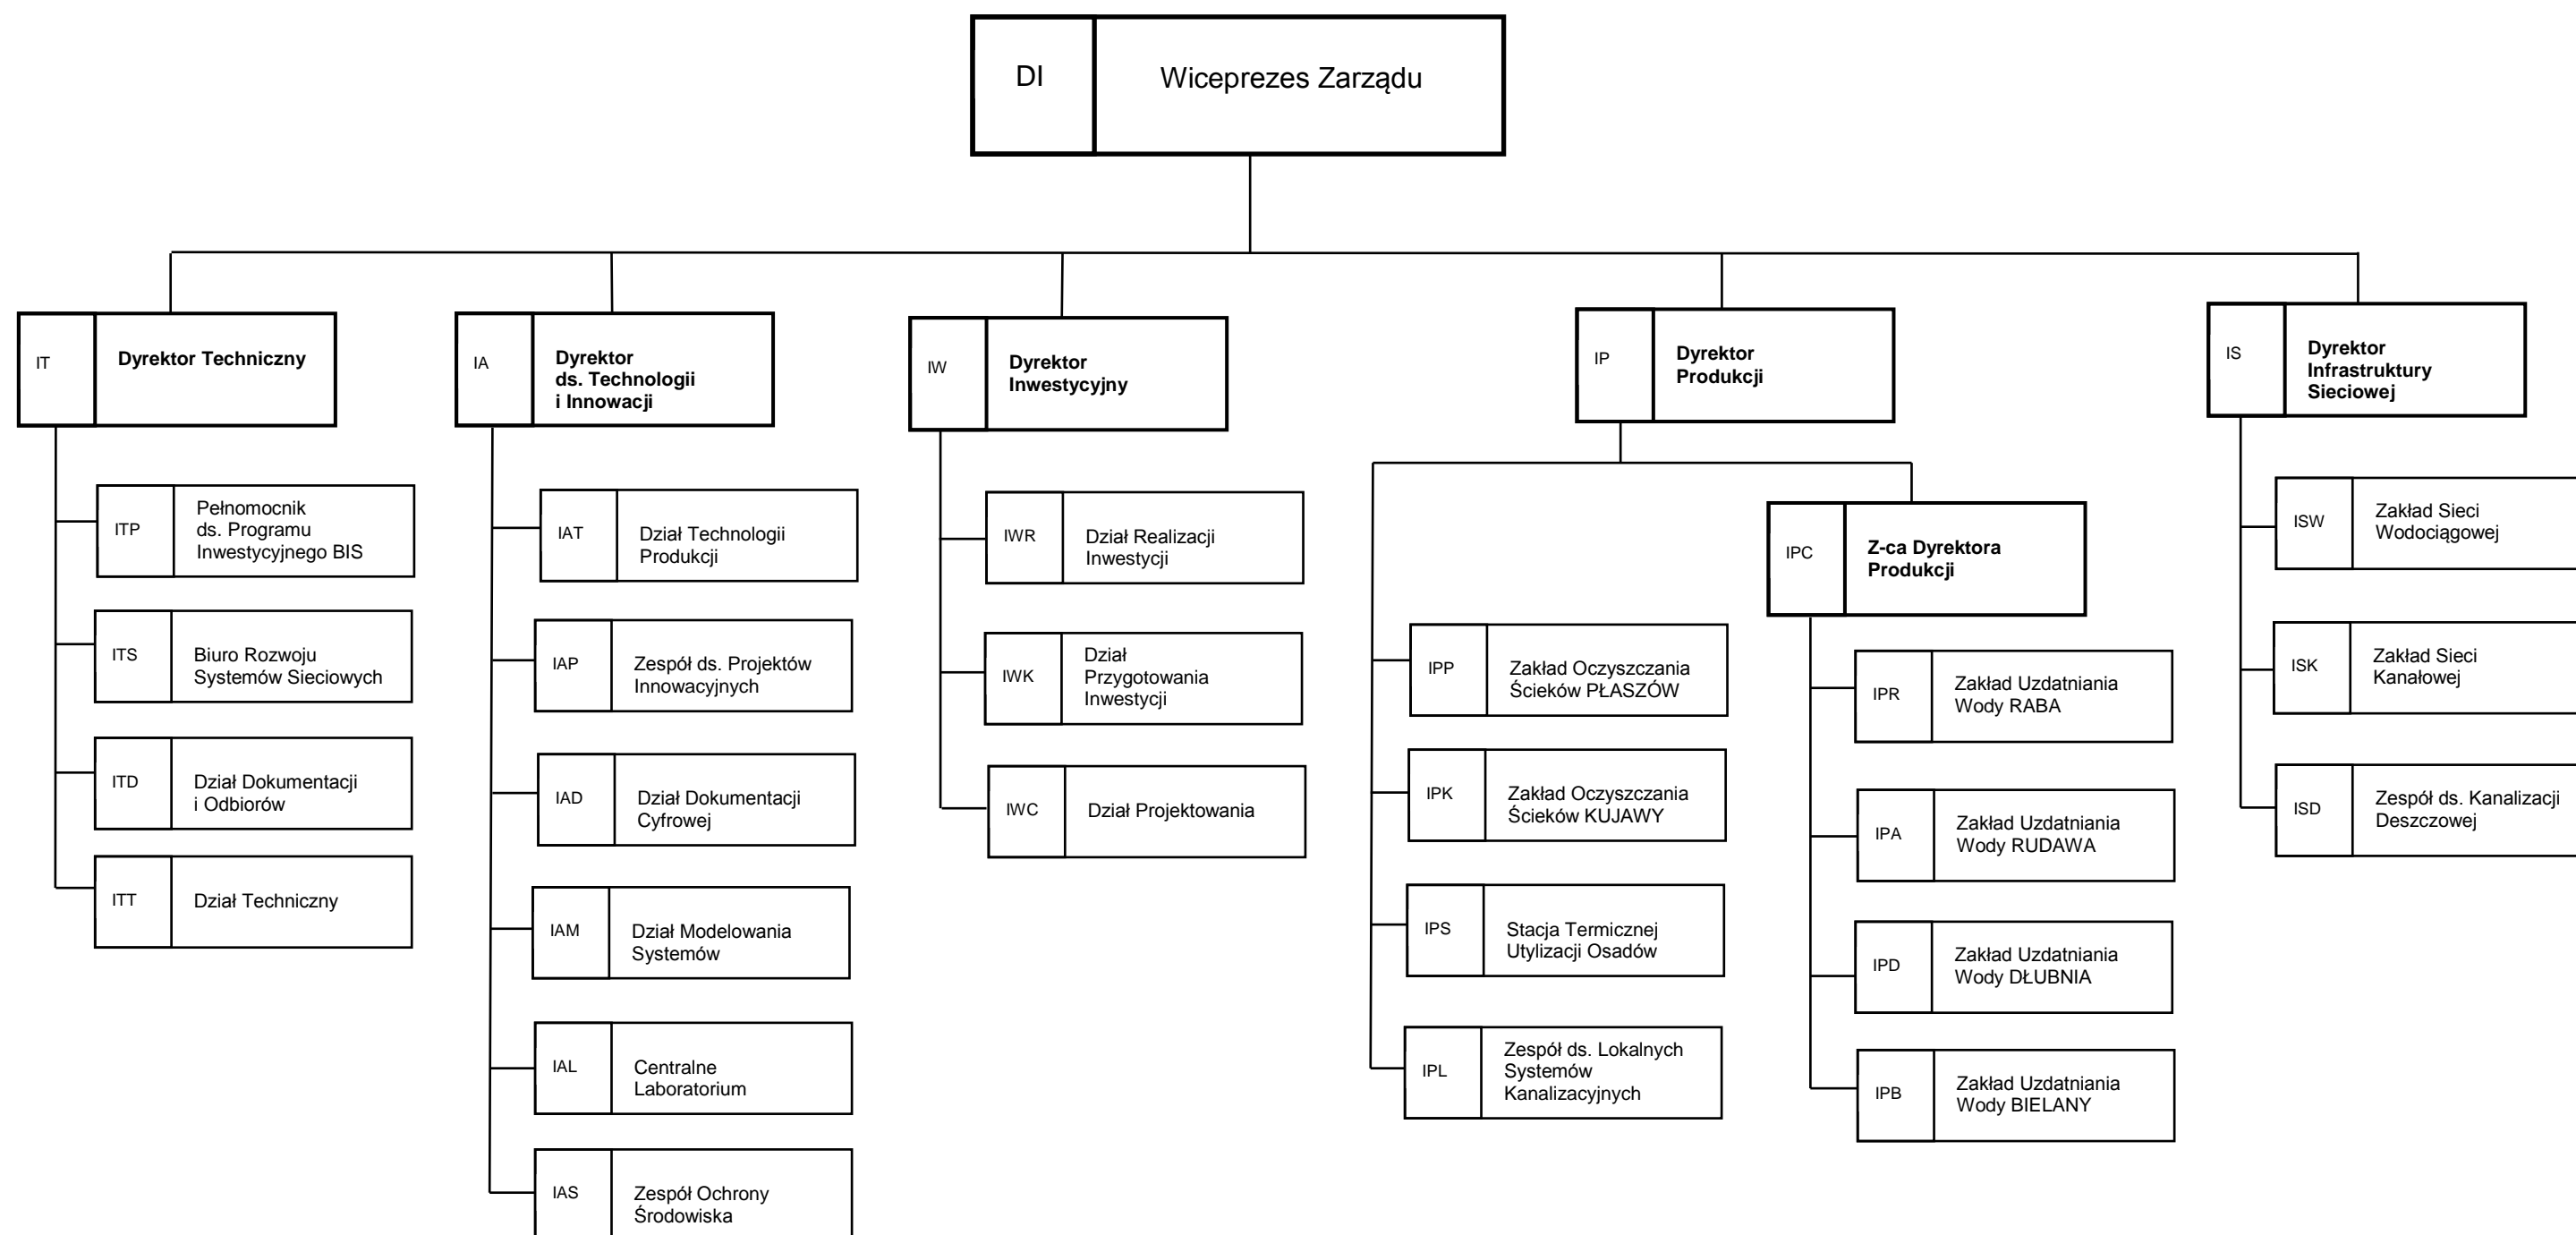 DI
Wiceprezes Zarządu
IT
Dyrektor Techniczny
ITP
Pełnomocnik
ds. Programu
Inwestycyjnego BIS
ITS
Biuro Rozwoju
Systemów Sieciowych
ITD
Dział Dokumentacji
i Odbiorów
ITT
Dział Techniczny
IA
Dyrektor
ds. Technologii
i Innowacji
IAT
Dział Technologii
Produkcji
IAP
Zespół ds. Projektów
Innowacyjnych
IAD
Dział Dokumentacji
Cyfrowej
IAM
Dział Modelowania
Systemów
IAL
Centralne
Laboratorium
IAS
Zespół Ochrony
Środowiska
IW
Dyrektor
Inwestycyjny
IWR
Dział Realizacji
Inwestycji
IWK
Dział
Przygotowania
Inwestycji
IWC
Dział Projektowania
IP
Dyrektor
Produkcji
IPP
Zakład Oczyszczania
Ścieków PŁASZÓW
IPK
Zakład Oczyszczania
Ścieków KUJAWY
IPS
Stacja Termicznej
Utylizacji Osadów
IPL
Zespół ds. Lokalnych
Systemów
Kanalizacyjnych
IPC
Z-ca Dyrektora
Produkcji
IPR
Zakład Uzdatniania
Wody RABA
IPA
Zakład Uzdatniania
Wody RUDAWA
IPD
Zakład Uzdatniania
Wody DŁUBNIA
IPB
Zakład Uzdatniania
Wody BIELANY
IS
Dyrektor
Infrastruktury
Sieciowej
ISW
Zakład Sieci
Wodociągowej
ISK
Zakład Sieci
Kanałowej
ISD
Zespół ds. Kanalizacji
Deszczowej